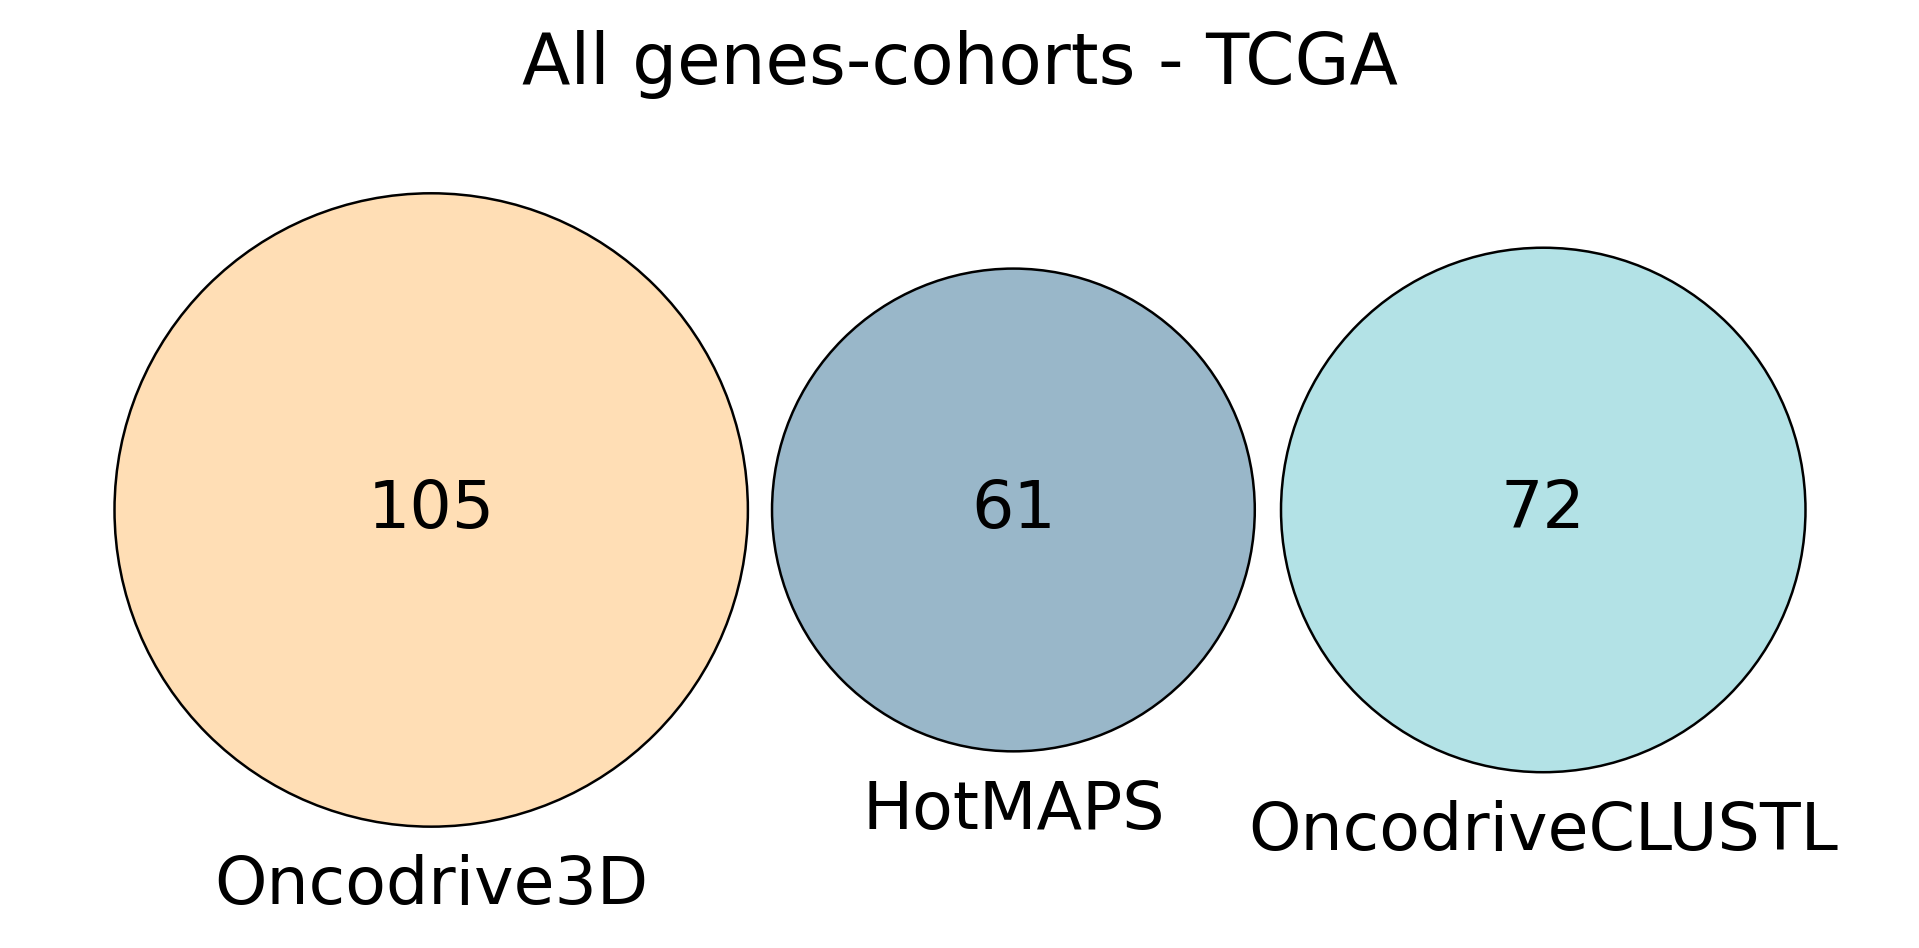 All genes-cohorts - TCGA
105
61
72
Oncodrive3D
HotMAPS
OncodriveCLUSTL